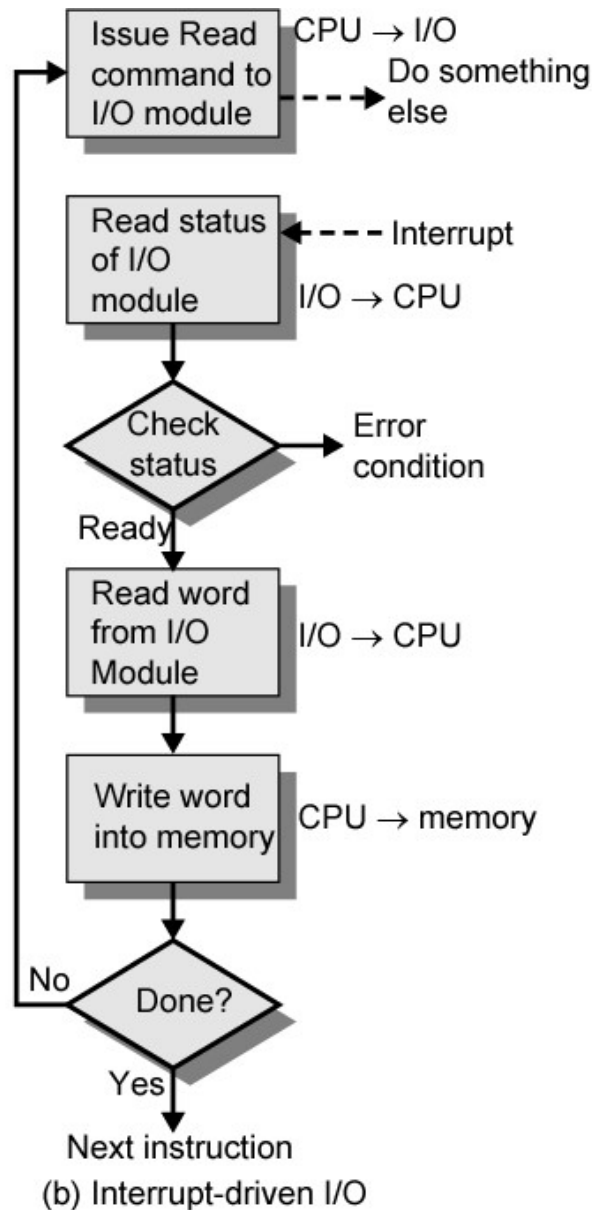 Issue Read
command to
I/O module
CPU → I/O
Do something
else
Read status
of I/O
module
Interrupt
I/O → CPU
Check
status
Error
condition
Ready
Read word
from I/O
Module
I/O → CPU
Write word
into memory
CPU → memory
No
Done?
Yes
Next instruction
(b) Interrupt-driven I/O